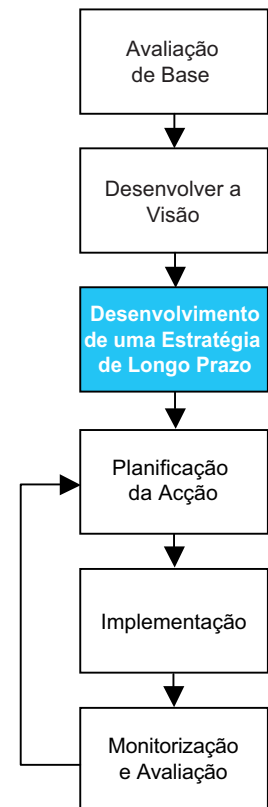 Avaliação
de Base
Desenvolver a
Visão
Desenvolvimento
de uma Estratégia
de Longo Prazo
Planificação
da Acção
Implementação
Monitorização
e Avaliação